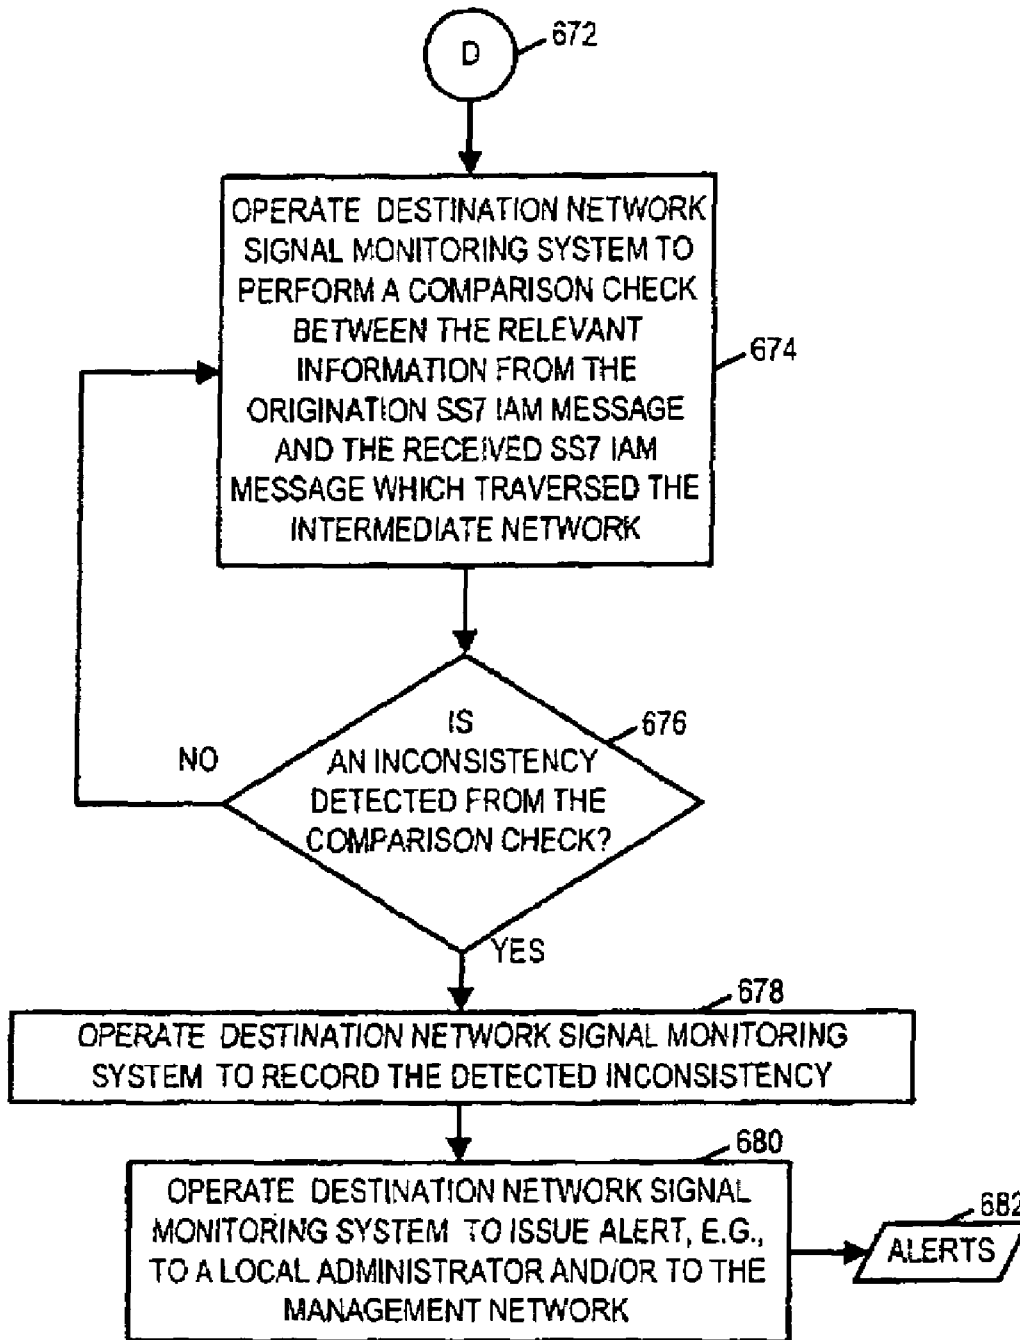 D
672
OPERATE DESTINATION NETWORK
SIGNAL MONITORING SYSTEM TO
PERFORM A COMPARISON CHECK
BETWEEN THE RELEVANT
INFORMATION FROM THE
ORIGINATION SS7 IAM MESSAGE
AND THE RECEIVED SS7 IAM
MESSAGE WHICH TRAVERSED THE
INTERMEDIATE NETWORK
674
IS
AN INCONSISTENCY
DETECTED FROM THE
COMPARISON CHECK?
676
NO
YES
678
OPERATE DESTINATION NETWORK SIGNAL MONITORING
SYSTEM TO RECORD THE DETECTED INCONSISTENCY
680
OPERATE DESTINATION NETWORK SIGNAL
MONITORING SYSTEM TO ISSUE ALERT, E.G.,
TO A LOCAL ADMINISTRATOR AND/OR TO THE
MANAGEMENT NETWORK
682
ALERTS